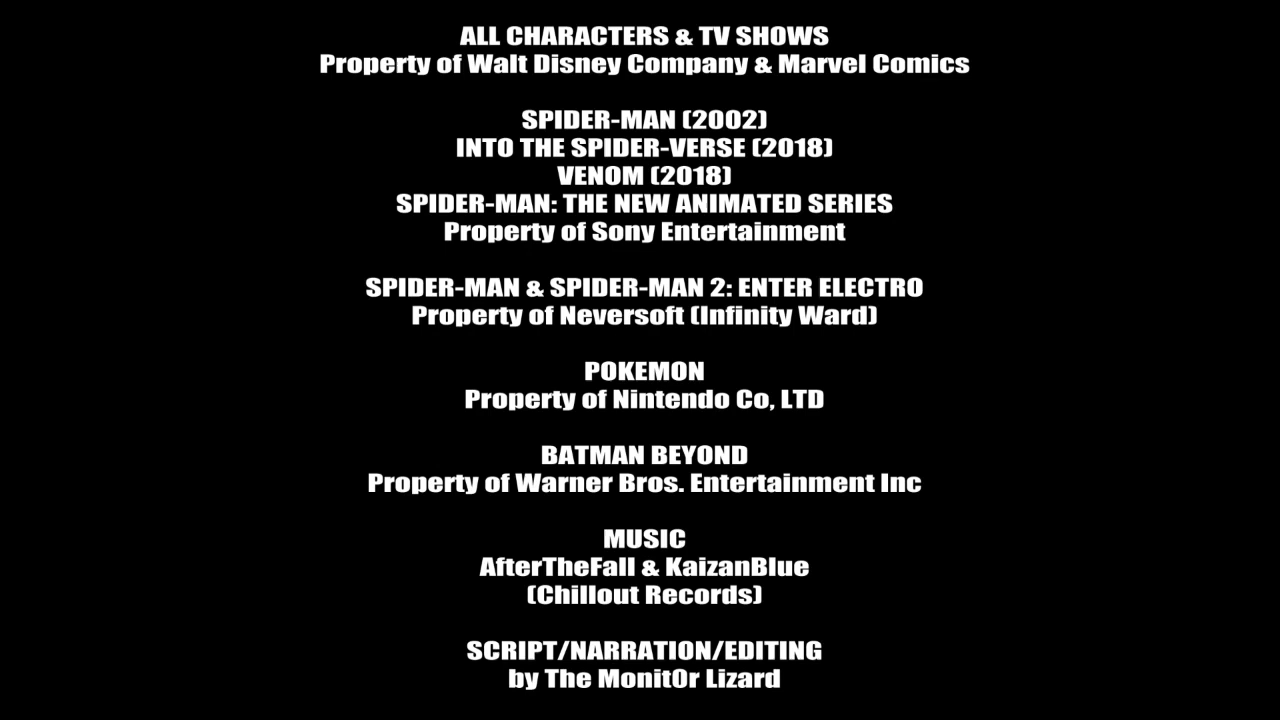 ALL CHARACTERS & TV SHOWS
Property of Walt Disney Company & Marvel Comics
SPIDER-MAN (2002)
INTO THE SPIDER-VERSE (2018)
VENOM (2018)
SPIDER-MAN: THE NEW ANIMATED SERIES
Property of Sony Entertainment
SPIDER-MAN & SPIDER-MAN 2: ENTER ELECTRO
Property of Neversoft (Infinity Ward)
POKEMON
Property of Nintendo Co, LTD
BATMAN BEYOND
Property of Warner Bros. Entertainment Inc
MUSIC
AfterTheFall & KaizanBlue
(Chillout Records)
SCRIPT/NARRATION/EDITING
by The Monit0r Lizard